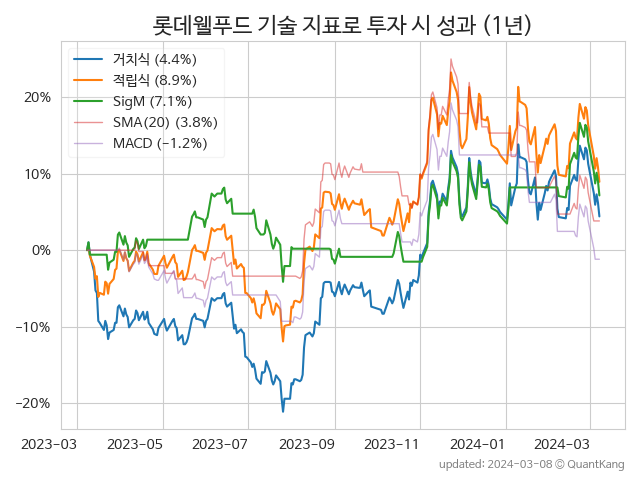 롯데웰푸드 기술 지표로 투자 시 성과 (1년)
거치식 (4.4%)
적립식 (8.9%)
SigM (7.1%)
SMA(20) (3.8%)
MACD (−1.2%)
20%
10%
0%
−10%
−20%
2023−03 2023−05 2023−07 2023−09 2023−11 2024−01 2024−03
updated: 2024−03−08 © QuantKang